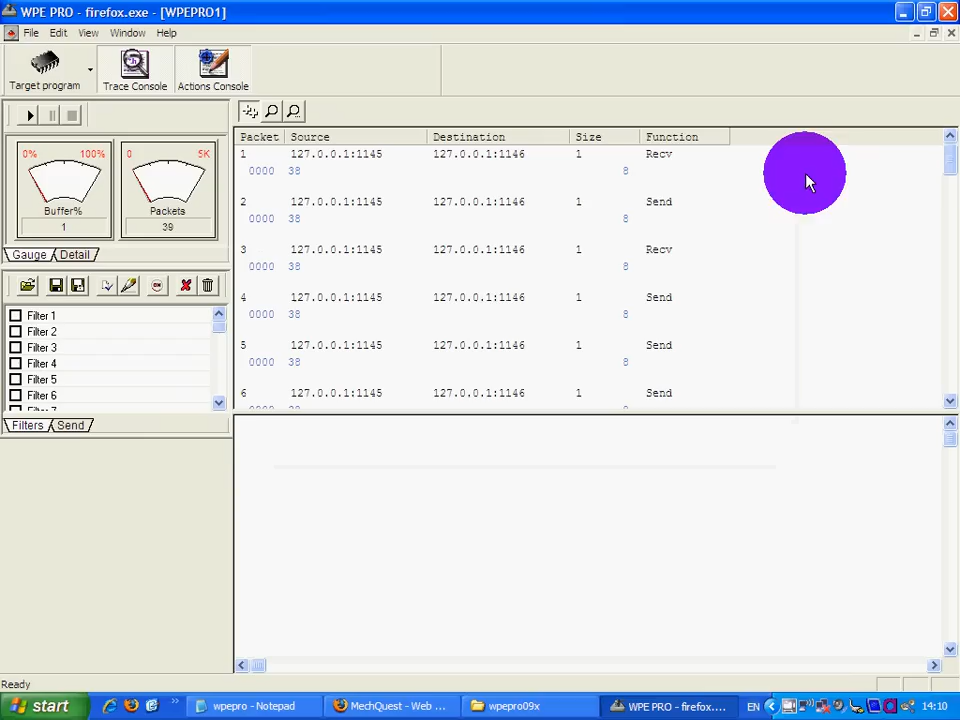 WPE PRO - firefox.exe - [WPEPRO1]
File Edit View Window Help
Target program Trace Console Actions Console
0% 100% 0 5K
Buffer% Packets
1 39
Gauge Detail
Filter 1
Filter 2
Filter 3
Filter 4
Filter 5
Filter 6
Filters Send
Packet Source Destination Size Function
1 127.0.0.1:1145 127.0.0.1:1146 1 Recv
0000 38 8
2 127.0.0.1:1145 127.0.0.1:1146 1 Send
0000 38 8
3 127.0.0.1:1145 127.0.0.1:1146 1 Recv
0000 38 8
4 127.0.0.1:1145 127.0.0.1:1146 1 Send
0000 38 8
5 127.0.0.1:1145 127.0.0.1:1146 1 Send
0000 38 8
6 127.0.0.1:1145 127.0.0.1:1146 1 Send
Ready
start wpepro - Notepad MechQuest - Web ... wpepro09x WPE PRO - firefox.... EN 14:10